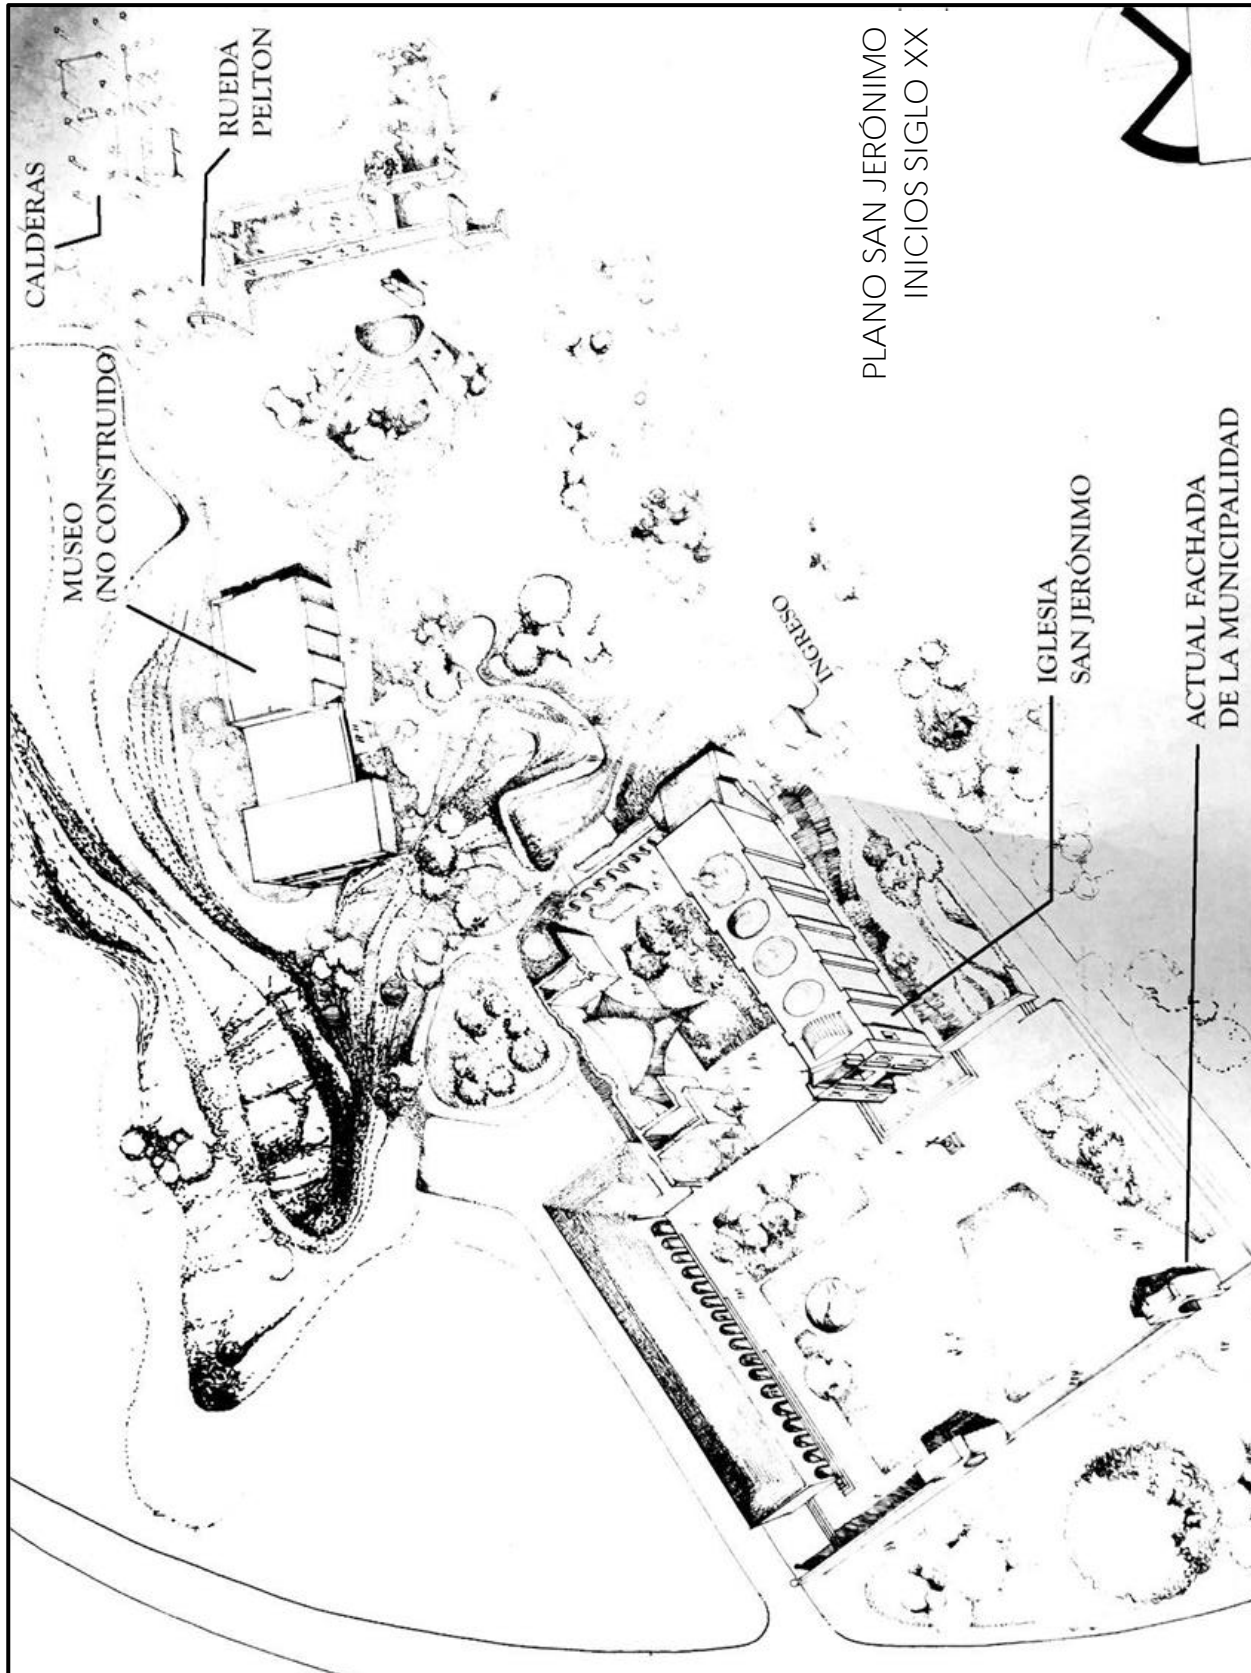 CALDERAS
RUEDA
PELTON
MUSEO
(NO CONSTRUIDO)
PLANO SAN JERÓNIMO
INICIOS SIGLO XX
INGRESO
IGLESIA
SAN JERÓNIMO
ACTUAL FACHADA
DE LA MUNICIPALIDAD